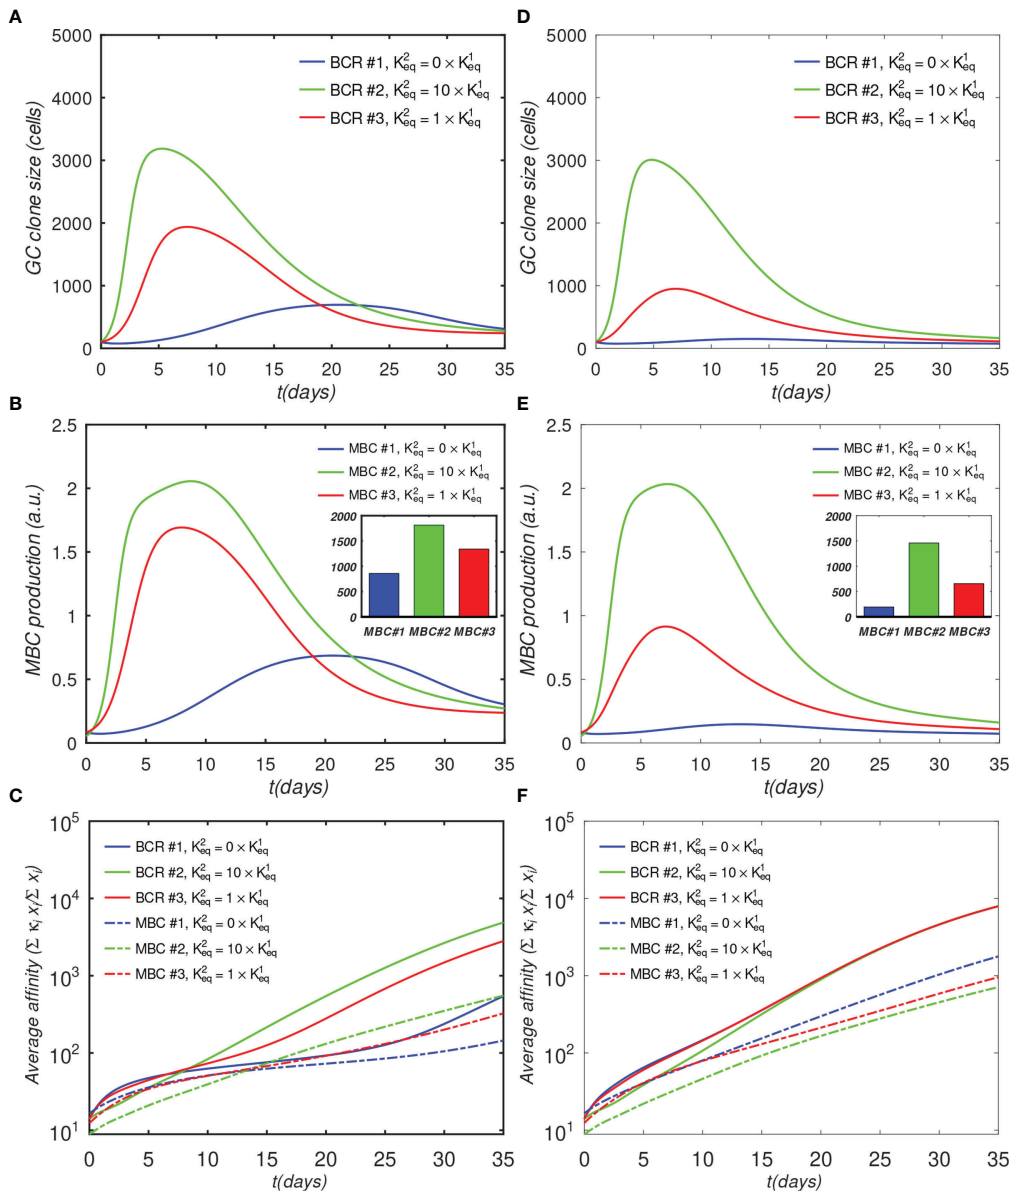 A
GC clone size (cells)
5000
4000
3000
2000
1000
0
BCR #1, K²eq = 0 × K¹eq
BCR #2, K²eq = 10 × K¹eq
BCR #3, K²eq = 1 × K¹eq
0 5 10 15 20 25 30 35
t(days)
D
GC clone size (cells)
5000
4000
3000
2000
1000
0
BCR #1, K²eq = 0 × K¹eq
BCR #2, K²eq = 10 × K¹eq
BCR #3, K²eq = 1 × K¹eq
0 5 10 15 20 25 30 35
t(days)
B
MBC production (a.u.)
2.5
2
1.5
1
0.5
0
MBC #1, K²eq = 0 × K¹eq
MBC #2, K²eq = 10 × K¹eq
MBC #3, K²eq = 1 × K¹eq
2000
1500
1000
500
0
MBC#1 MBC#2 MBC#3
0 5 10 15 20 25 30 35
t(days)
E
MBC production (a.u.)
2.5
2
1.5
1
0.5
0
MBC #1, K²eq = 0 × K¹eq
MBC #2, K²eq = 10 × K¹eq
MBC #3, K²eq = 1 × K¹eq
2000
1500
1000
500
0
MBC#1 MBC#2 MBC#3
0 5 10 15 20 25 30 35
t(days)
C
Average affinity (Σ κᵢ xᵢ/Σ xᵢ)
10⁵
10⁴
10³
10²
10¹
BCR #1, K²eq = 0 × K¹eq
BCR #2, K²eq = 10 × K¹eq
BCR #3, K²eq = 1 × K¹eq
MBC #1, K²eq = 0 × K¹eq
MBC #2, K²eq = 10 × K¹eq
MBC #3, K²eq = 1 × K¹eq
0 5 10 15 20 25 30 35
t(days)
F
Average affinity (Σ κᵢ xᵢ/Σ xᵢ)
10⁵
10⁴
10³
10²
10¹
BCR #1, K²eq = 0 × K¹eq
BCR #2, K²eq = 10 × K¹eq
BCR #3, K²eq = 1 × K¹eq
MBC #1, K²eq = 0 × K¹eq
MBC #2, K²eq = 10 × K¹eq
MBC #3, K²eq = 1 × K¹eq
0 5 10 15 20 25 30 35
t(days)